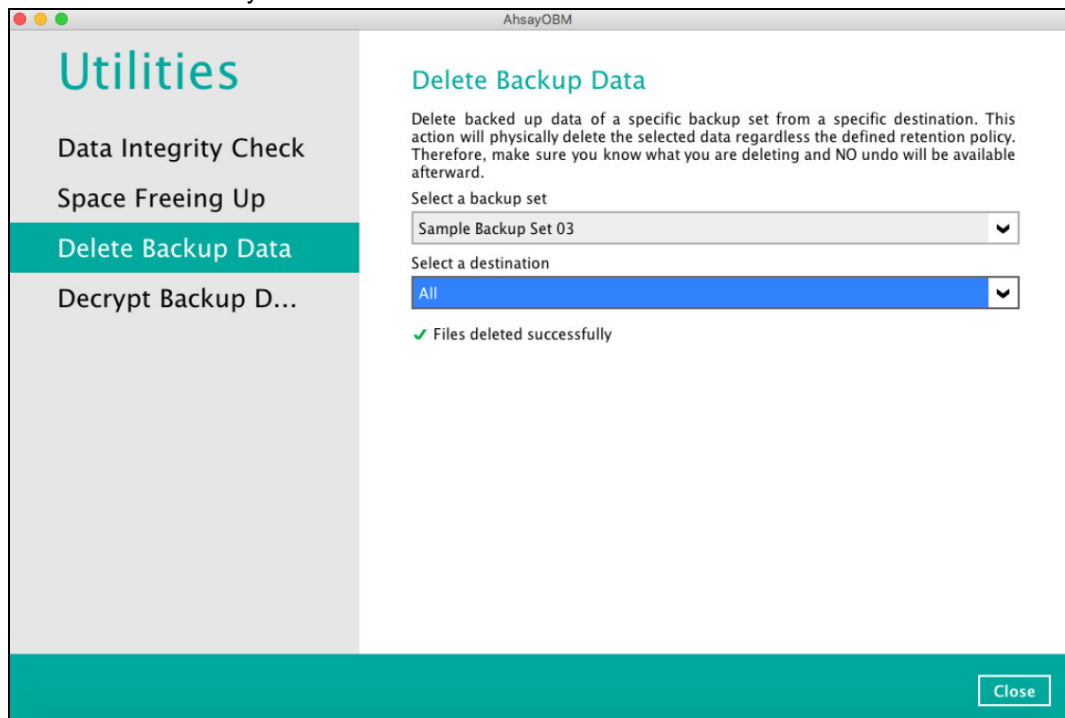 AhsayOBM
Utilities
Data Integrity Check
Space Freeing Up
Delete Backup Data
Decrypt Backup D...
Delete Backup Data
Delete backed up data of a specific backup set from a specific destination. This
action will physically delete the selected data regardless the defined retention policy.
Therefore, make sure you know what you are deleting and NO undo will be available
afterward.
Select a backup set
Sample Backup Set 03
Select a destination
All
Files deleted successfully
Close